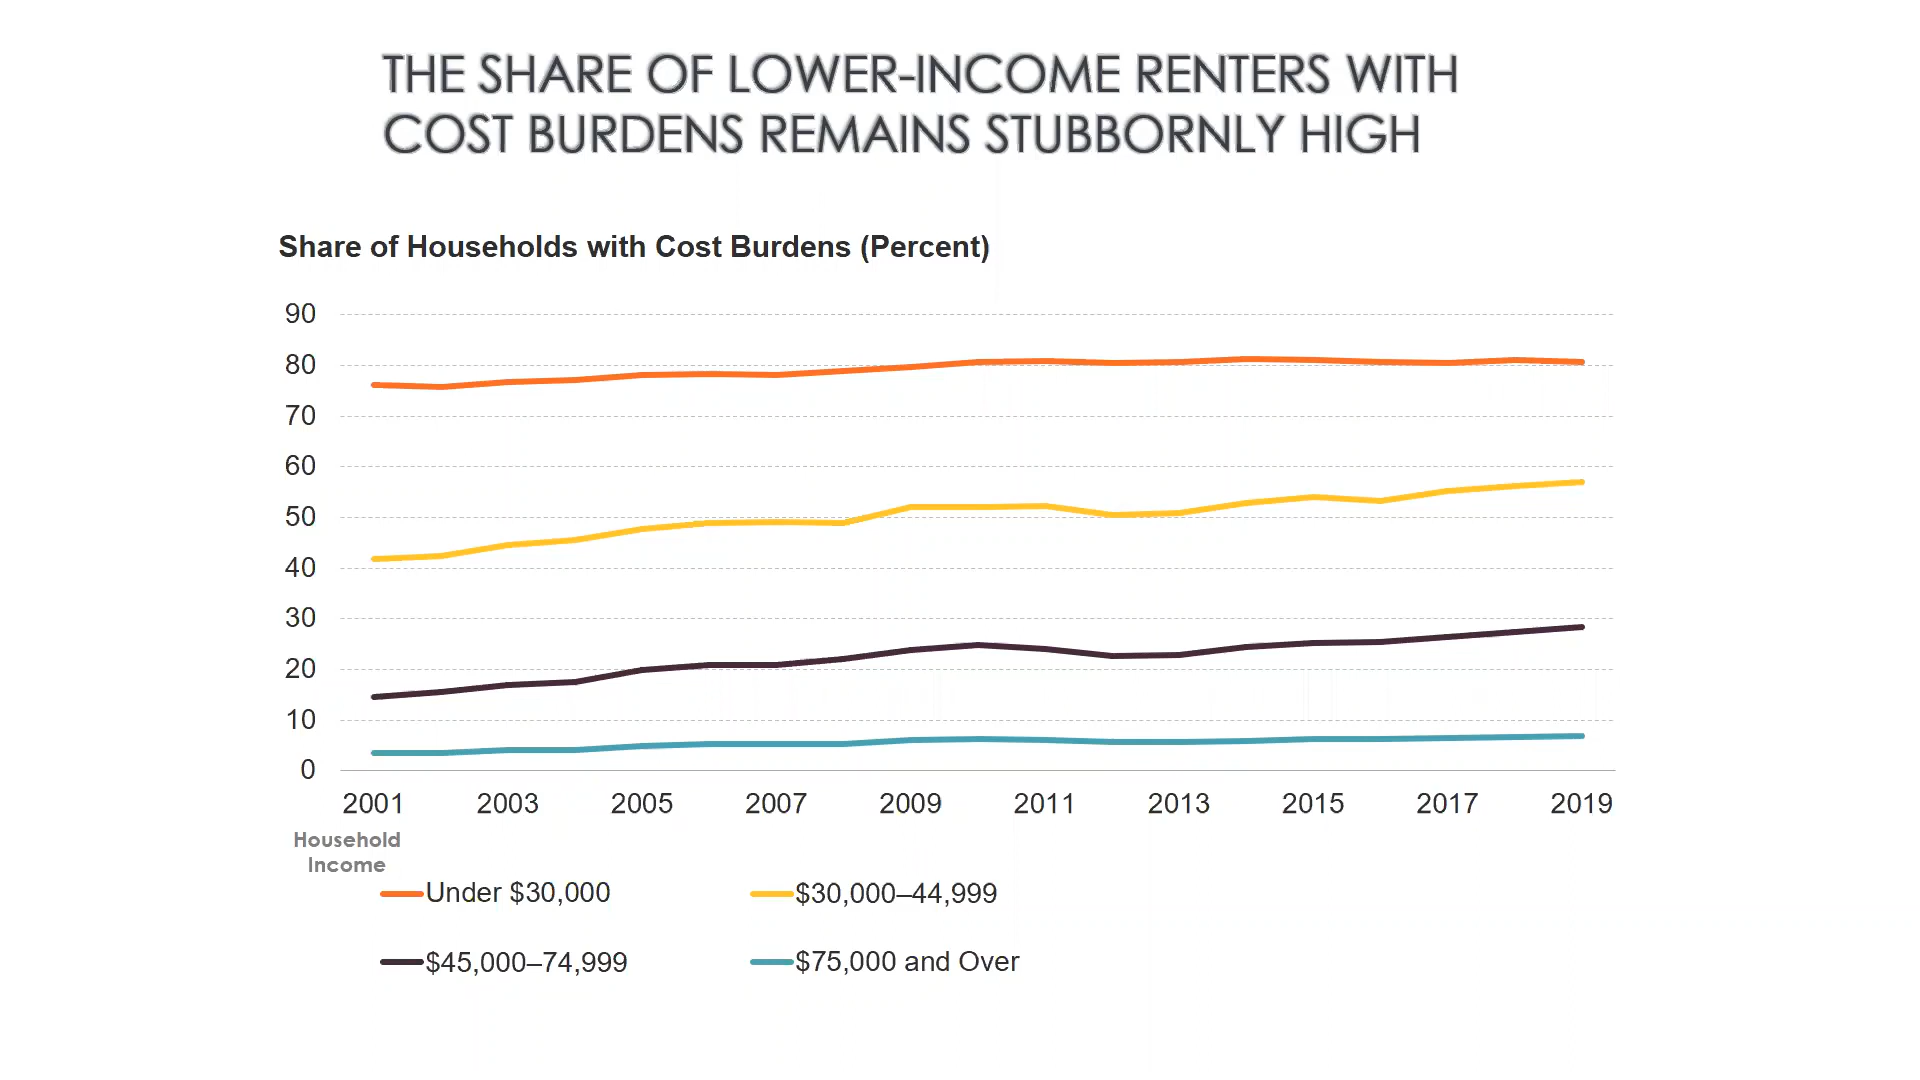 THE SHARE OF LOWER-INCOME RENTERS WITH
COST BURDENS REMAINS STUBBORNLY HIGH
Share of Households with Cost Burdens (Percent)
90
80
70
60
50
40
30
20
10
0
2001 2003 2005 2007 2009 2011 2013 2015 2017 2019
Household
Income
Under $30,000 $30,000–44,999
$45,000–74,999 $75,000 and Over